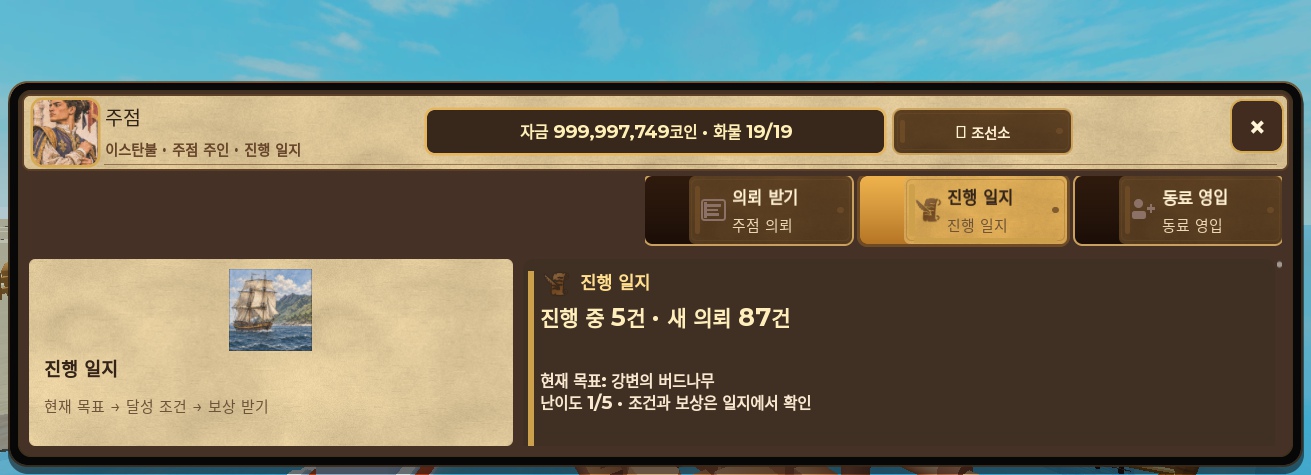 주점
이스탄불 • 주점 주인 • 진행 일지
자금 999,997,749코인 • 화물 19/19
조선소
×
의뢰 받기
주점 의뢰
진행 일지
진행 일지
동료 영입
동료 영입
진행 일지
현재 목표 → 달성 조건 → 보상 받기
진행 일지
진행 중 5건 • 새 의뢰 87건
현재 목표: 강변의 버드나무
난이도 1/5 • 조건과 보상은 일지에서 확인